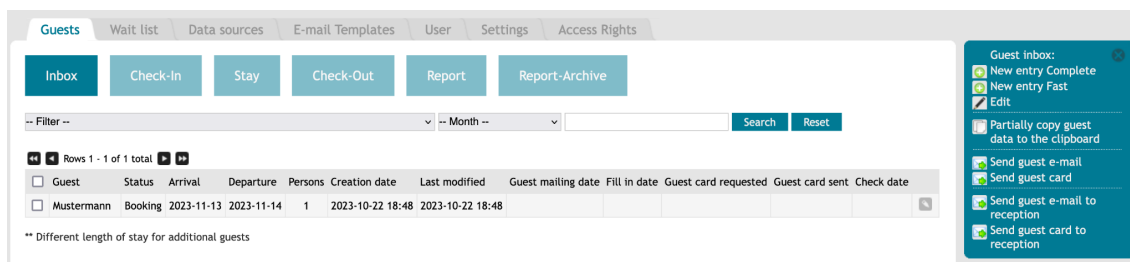 Guests Wait list Data sources E-mail Templates User Settings Access Rights
Inbox Check-In Stay Check-Out Report Report-Archive
-- Filter -- -- Month -- Search Reset
Rows 1 - 1 of 1 total
Guest Status Arrival Departure Persons Creation date Last modified Guest mailing date Fill in date Guest card requested Guest card sent Check date
Mustermann Booking 2023-11-13 2023-11-14 1 2023-10-22 18:48 2023-10-22 18:48
** Different length of stay for additional guests
Guest inbox:
New entry Complete
New entry Fast
Edit
Partially copy guest
data to the clipboard
Send guest e-mail
Send guest card
Send guest e-mail to
reception
Send guest card to
reception